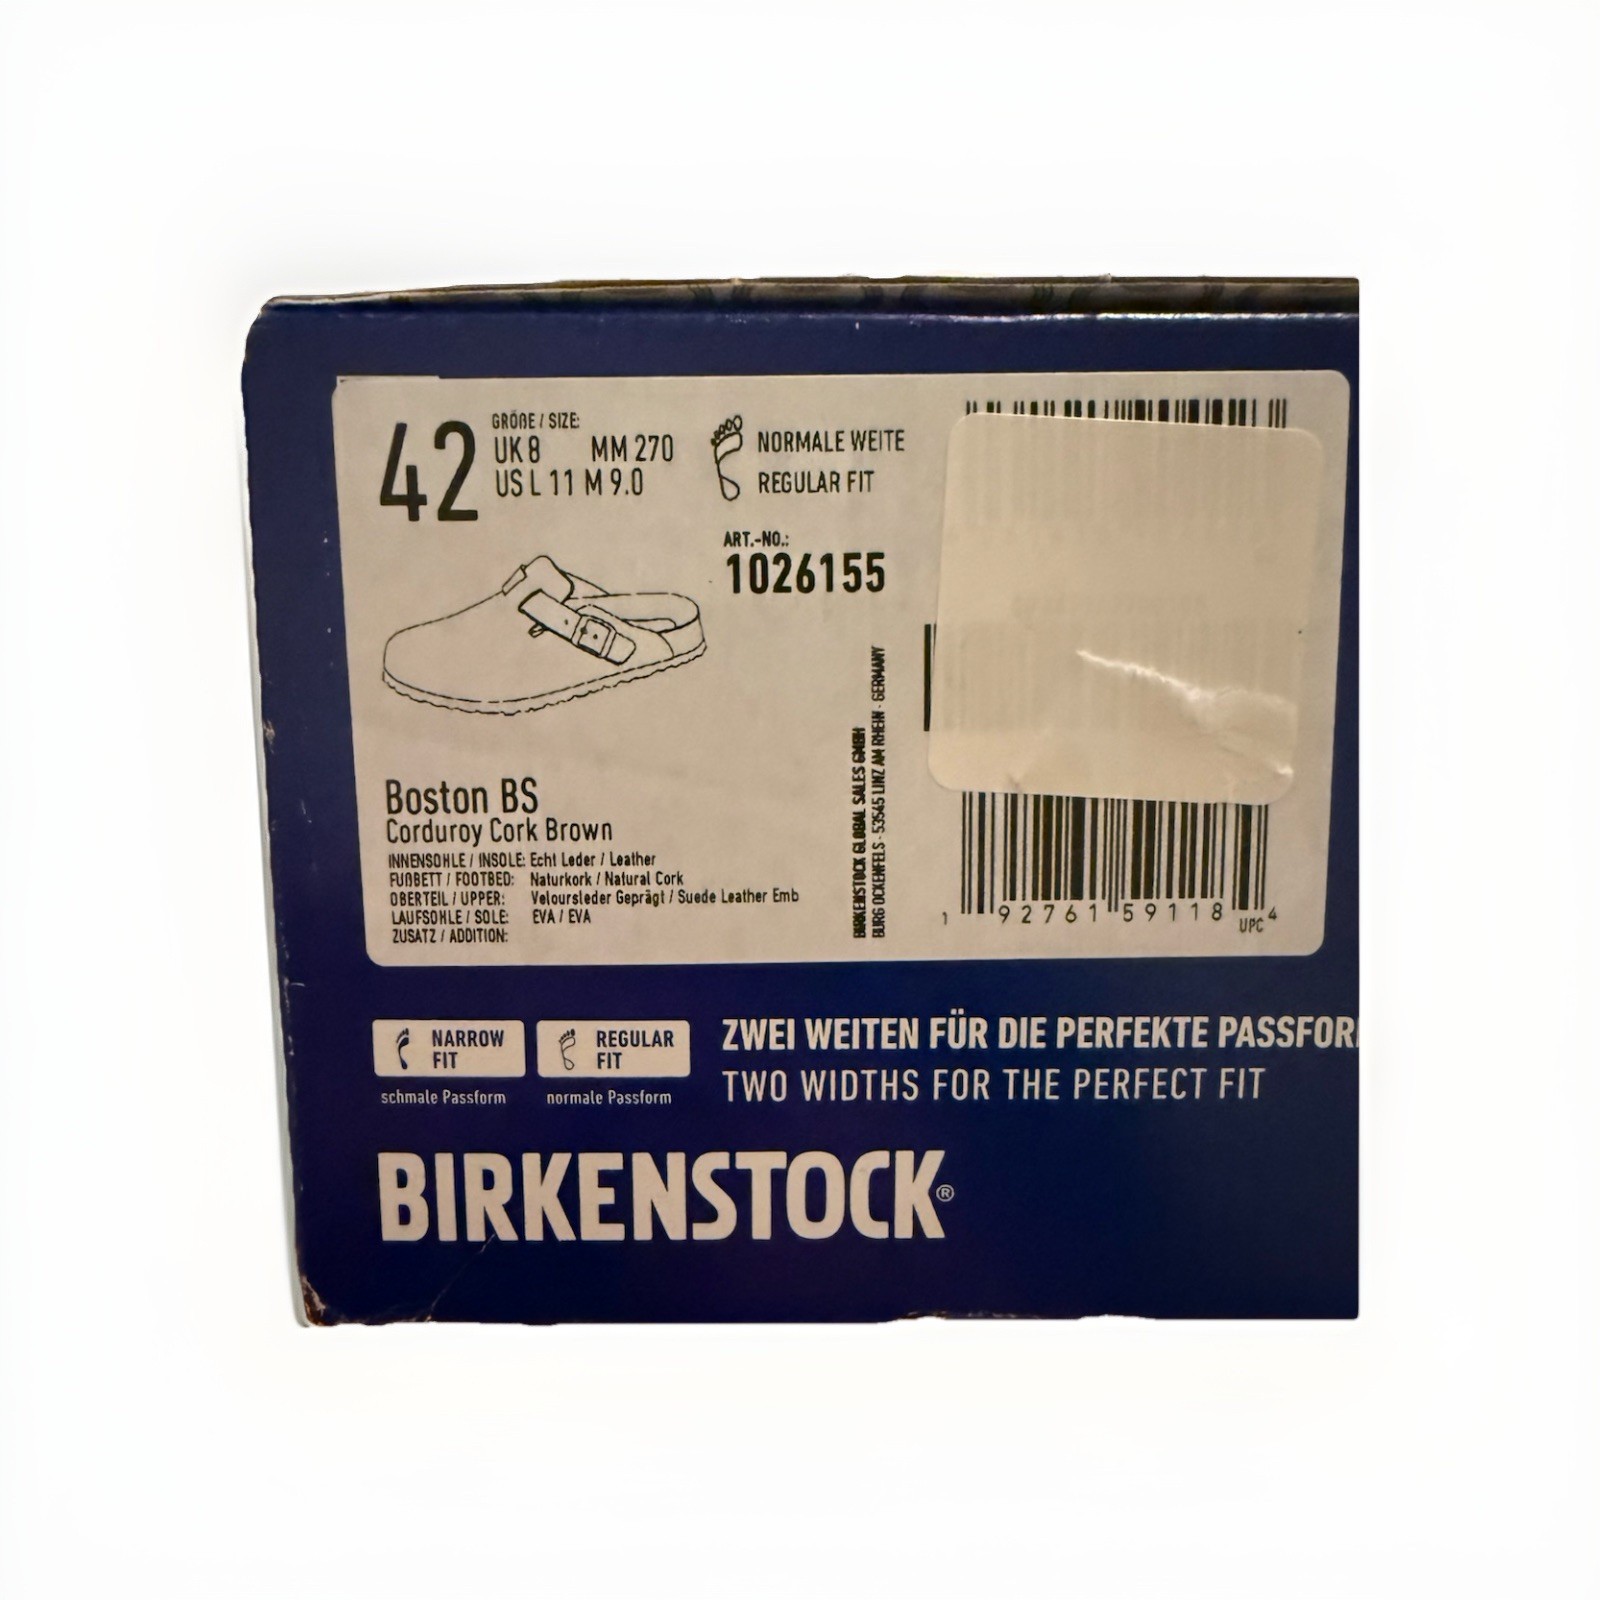 42
GRÖßE / SIZE:
UK 8 MM 270
US L 11 M 9.0
NORMALE WEITE
REGULAR FIT
ART.-NO.:
1026155
Boston BS
Corduroy Cork Brown
INNENSOHLE / INSOLE: Echt Leder / Leather
FUßBETT / FOOTBED: Naturkork / Natural Cork
OBERTEIL / UPPER: Veloursleder Geprägt / Suede Leather Emb
LAUFSOHLE / SOLE: EVA / EVA
ZUSATZ / ADDITION:
BIRKENSTOCK GLOBAL SALES GMBH
BURG OCKENFELS · 53545 LINZ AM RHEIN · GERMANY
1 92761 59118 4
UPC
NARROW
FIT
schmale Passform
REGULAR
FIT
normale Passform
ZWEI WEITEN FÜR DIE PERFEKTE PASSFOR
TWO WIDTHS FOR THE PERFECT FIT
BIRKENSTOCK®